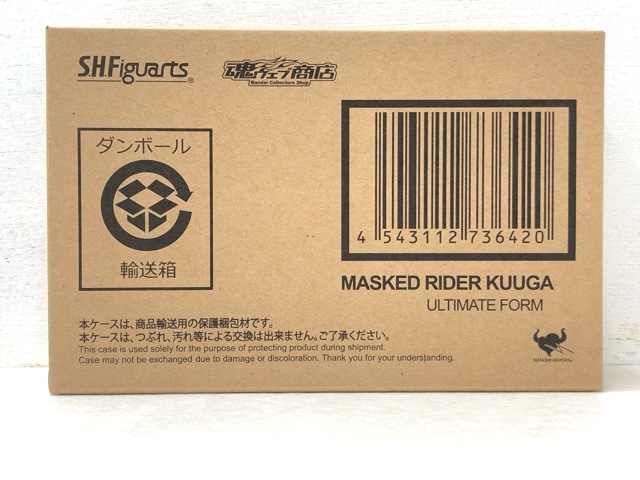 S.H.Figuarts®
魂ウェブ商店
Bandai Collectors Shop
ダンボール
輸送箱
4 543112 736420
MASKED RIDER KUUGA
ULTIMATE FORM
本ケースは、商品輸送用の保護梱包材です。
本ケースは、つぶれ、汚れ等による交換は出来ません。ご了承ください。
This case is used solely for the purpose of protecting product during shipment.
Case may not be exchanged due to damage or discoloration. Thank you for your understanding.
TAMASHII NATIONS